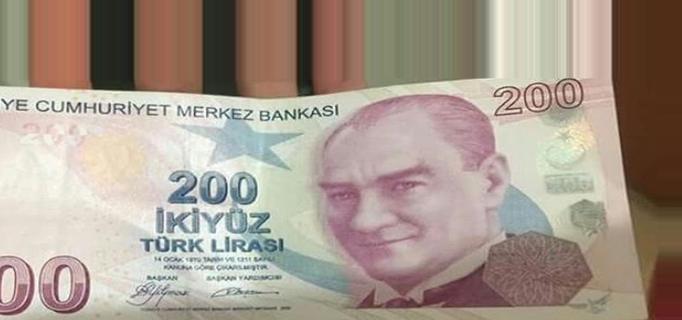 YE CUMHURİYET MERKEZ BANKASI
200
200
200
İKİYÜZ
TÜRK LİRASI
14 OCAK 1970 TARİH VE 1211 SAYILI
KANUNA GÖRE ÇIKARILMIŞTIR.
BAŞKAN BAŞKAN YARDIMCISI
00